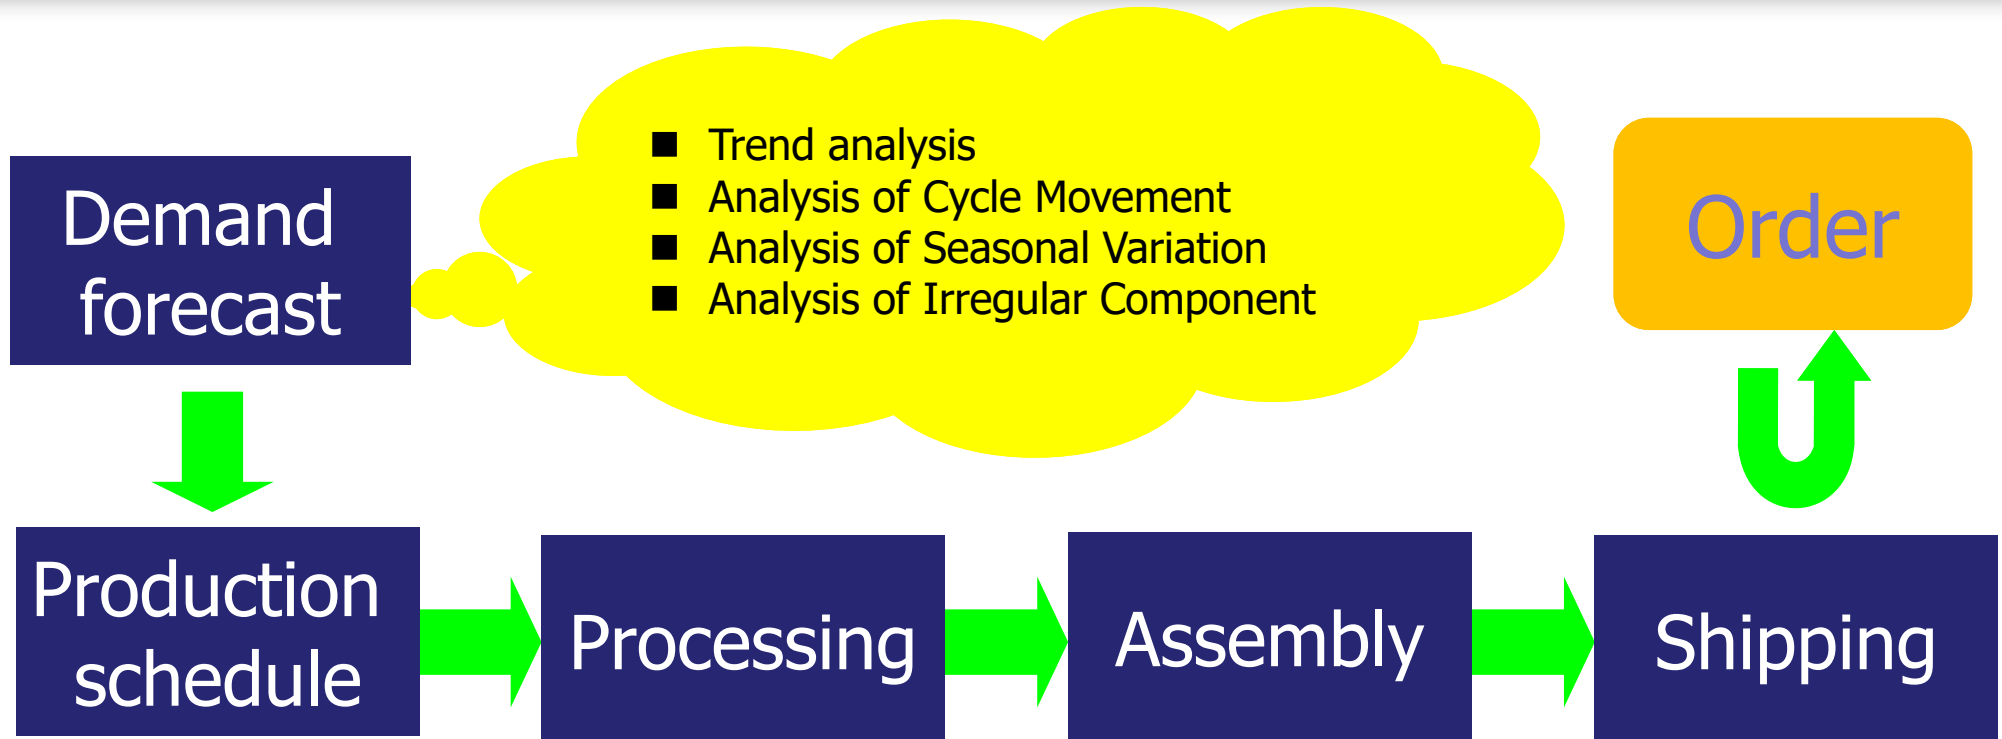 Demand
forecast
■ Trend analysis
■ Analysis of Cycle Movement
■ Analysis of Seasonal Variation
■ Analysis of Irregular Component
Order
Production
schedule
Processing
Assembly
Shipping